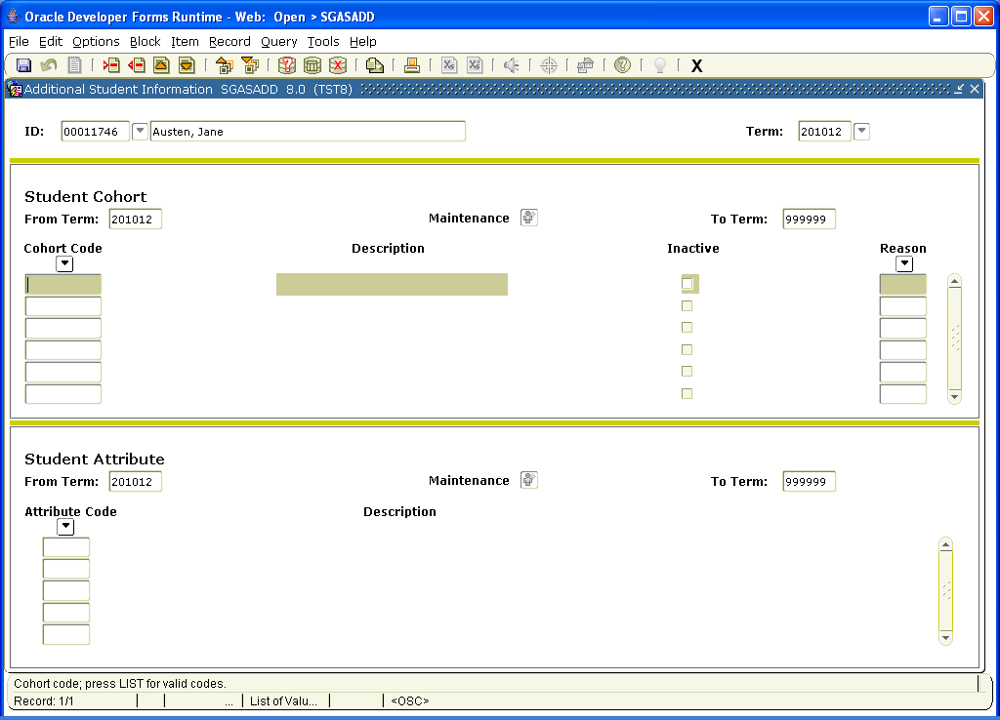 Oracle Developer Forms Runtime - Web:  Open > SGASADD
File Edit Options Block Item Record Query Tools Help
X
Additional Student Information  SGASADD  8.0  (TST8)
ID: 00011746 Austen, Jane Term: 201012
Student Cohort
From Term: 201012 Maintenance To Term: 999999
Cohort Code Description Inactive Reason
Student Attribute
From Term: 201012 Maintenance To Term: 999999
Attribute Code Description
Cohort code; press LIST for valid codes.
Record: 1/1 ... List of Valu... <OSC>